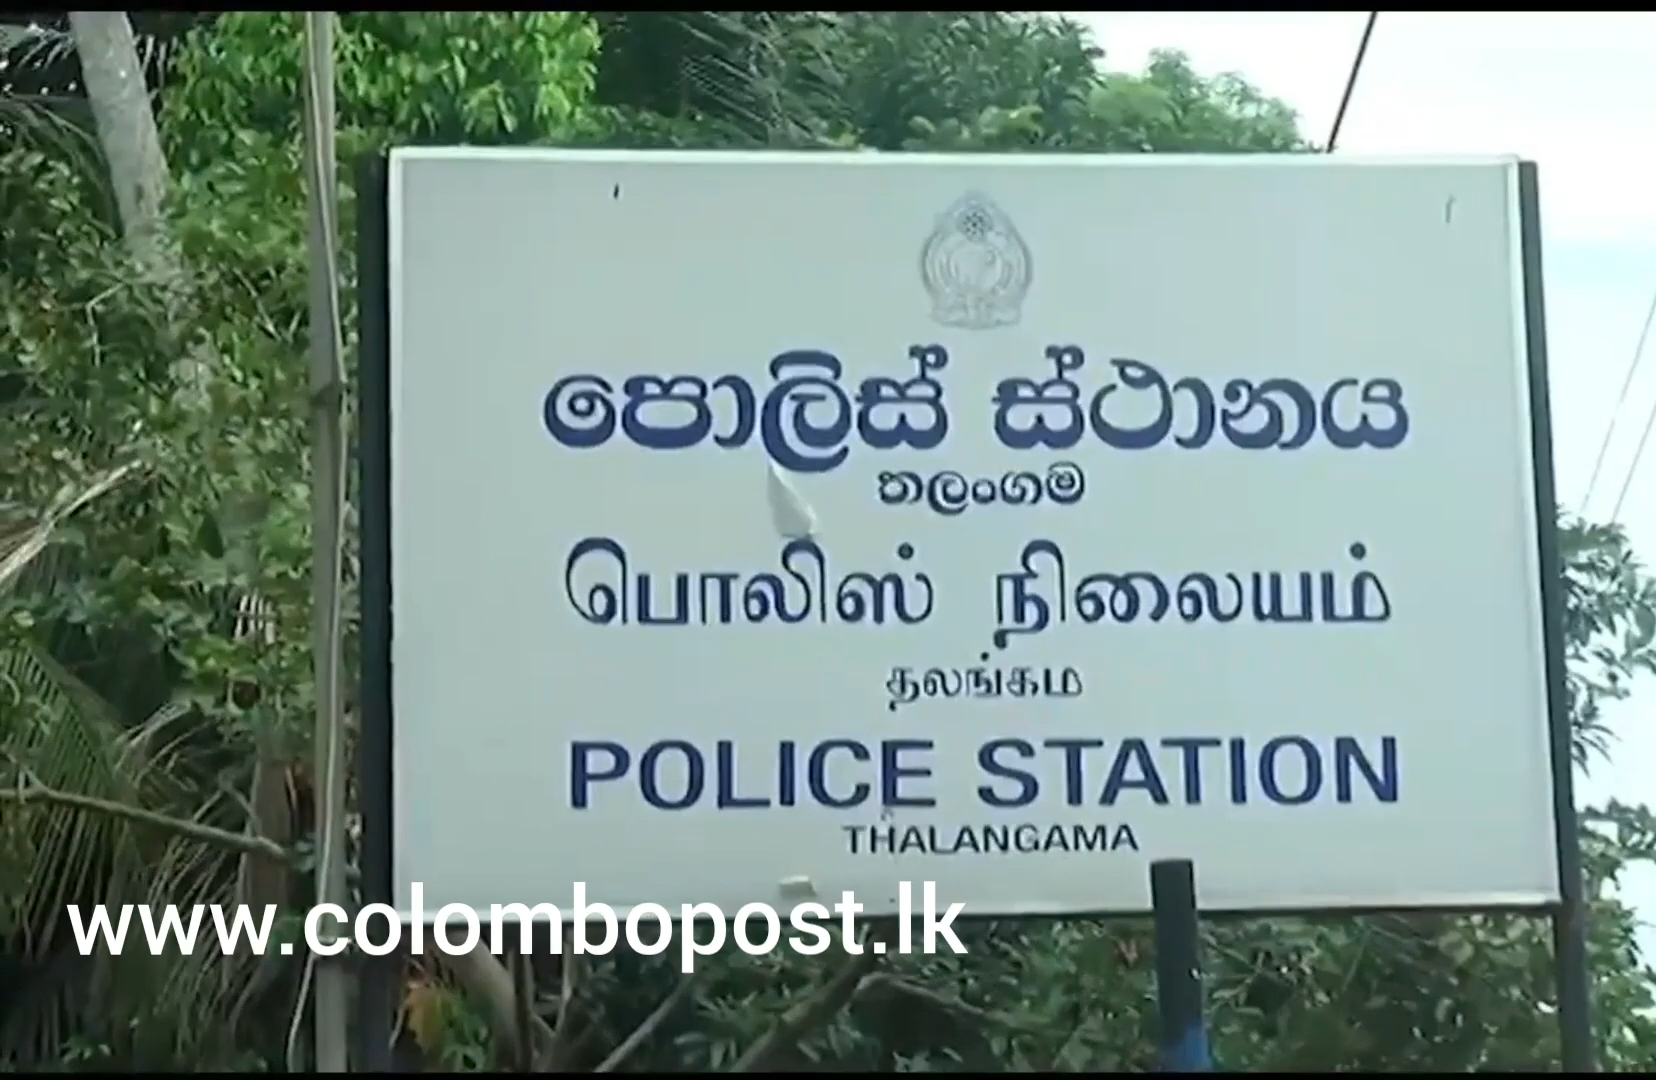 පොලිස් ස්ථානය
තලංගම
பொலிஸ் நிலையம்
தலங்கம
POLICE STATION
THALANGAMA
www.colombopost.lk